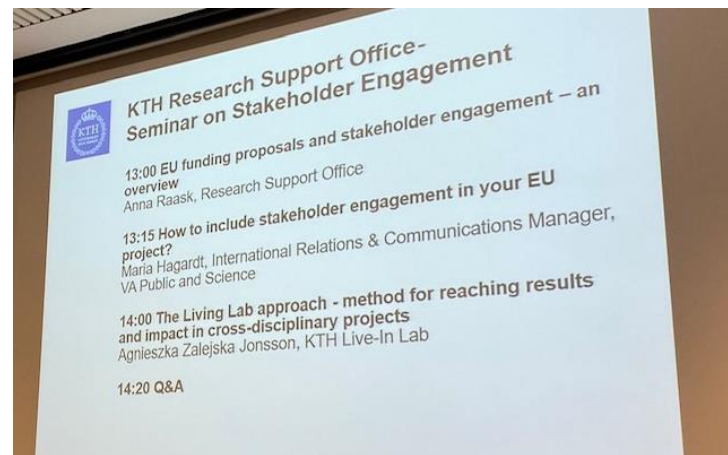 KTH
KTH Research Support Office-
Seminar on Stakeholder Engagement
13:00 EU funding proposals and stakeholder engagement – an
overview
Anna Raask, Research Support Office
13:15 How to include stakeholder engagement in your EU
project?
Maria Hagardt, International Relations & Communications Manager,
VA Public and Science
14:00 The Living Lab approach - method for reaching results
and impact in cross-disciplinary projects
Agnieszka Zalejska Jonsson, KTH Live-In Lab
14:20 Q&A